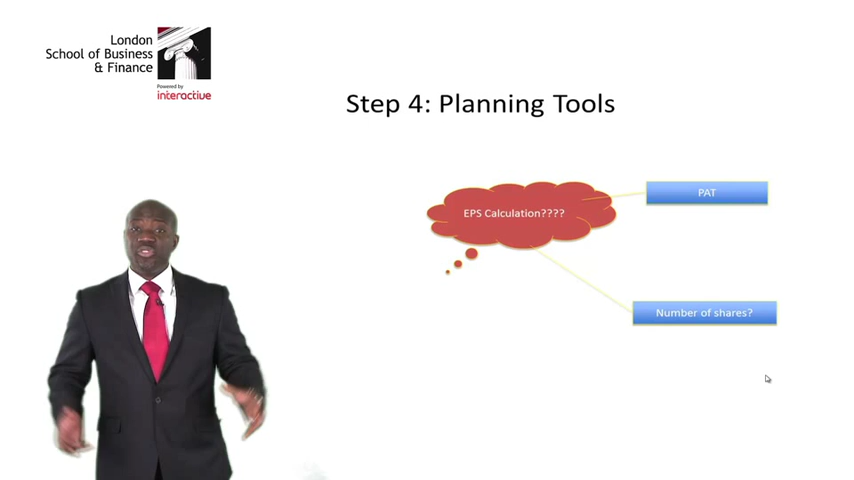 London
School of Business
& Finance
Powered by
interactive
Step 4: Planning Tools
PAT
EPS Calculation????
Number of shares?